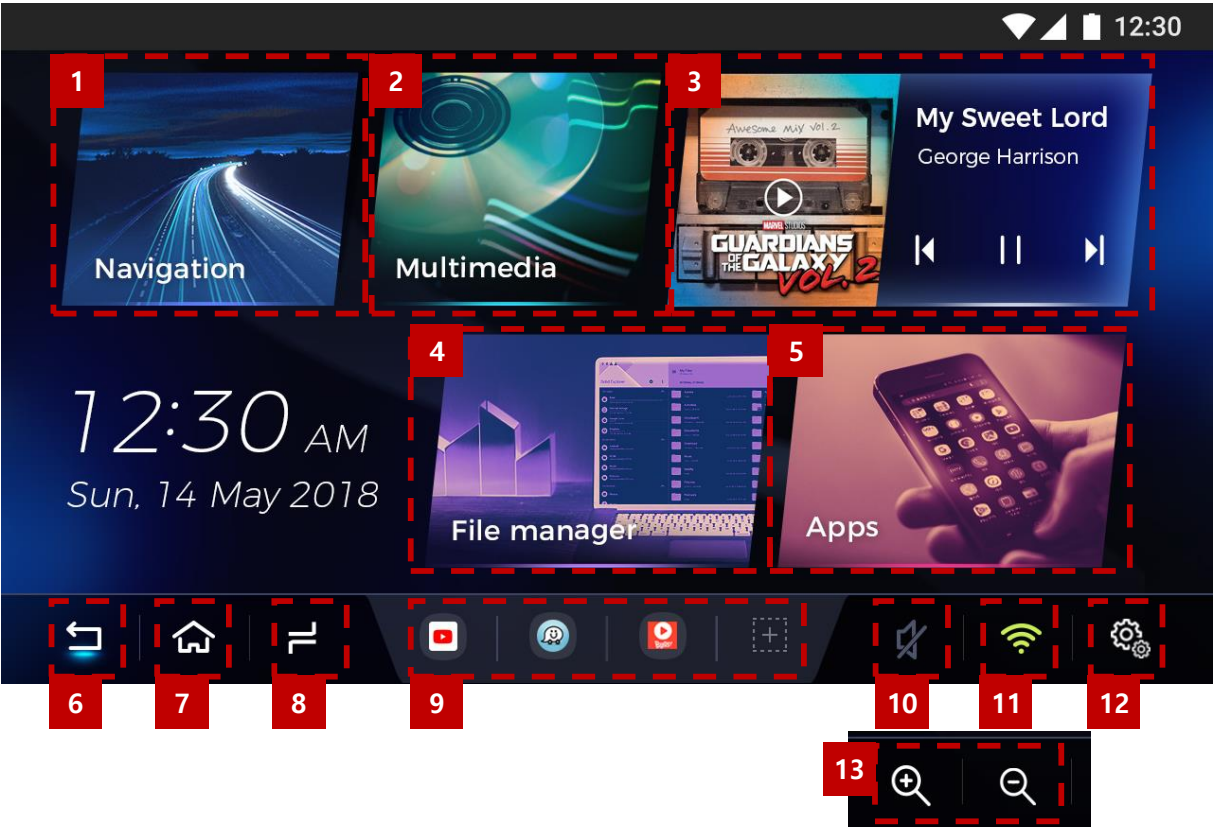 12:30
1
2
3
Awesome Mix Vol.2
MARVEL STUDIOS
GUARDIANS
OF THE GALAXY
VOL.2
My Sweet Lord
George Harrison
Navigation
Multimedia
4
5
12:30 AM
Sun, 14 May 2018
File manager
Apps
6
7
8
9
10
11
12
13